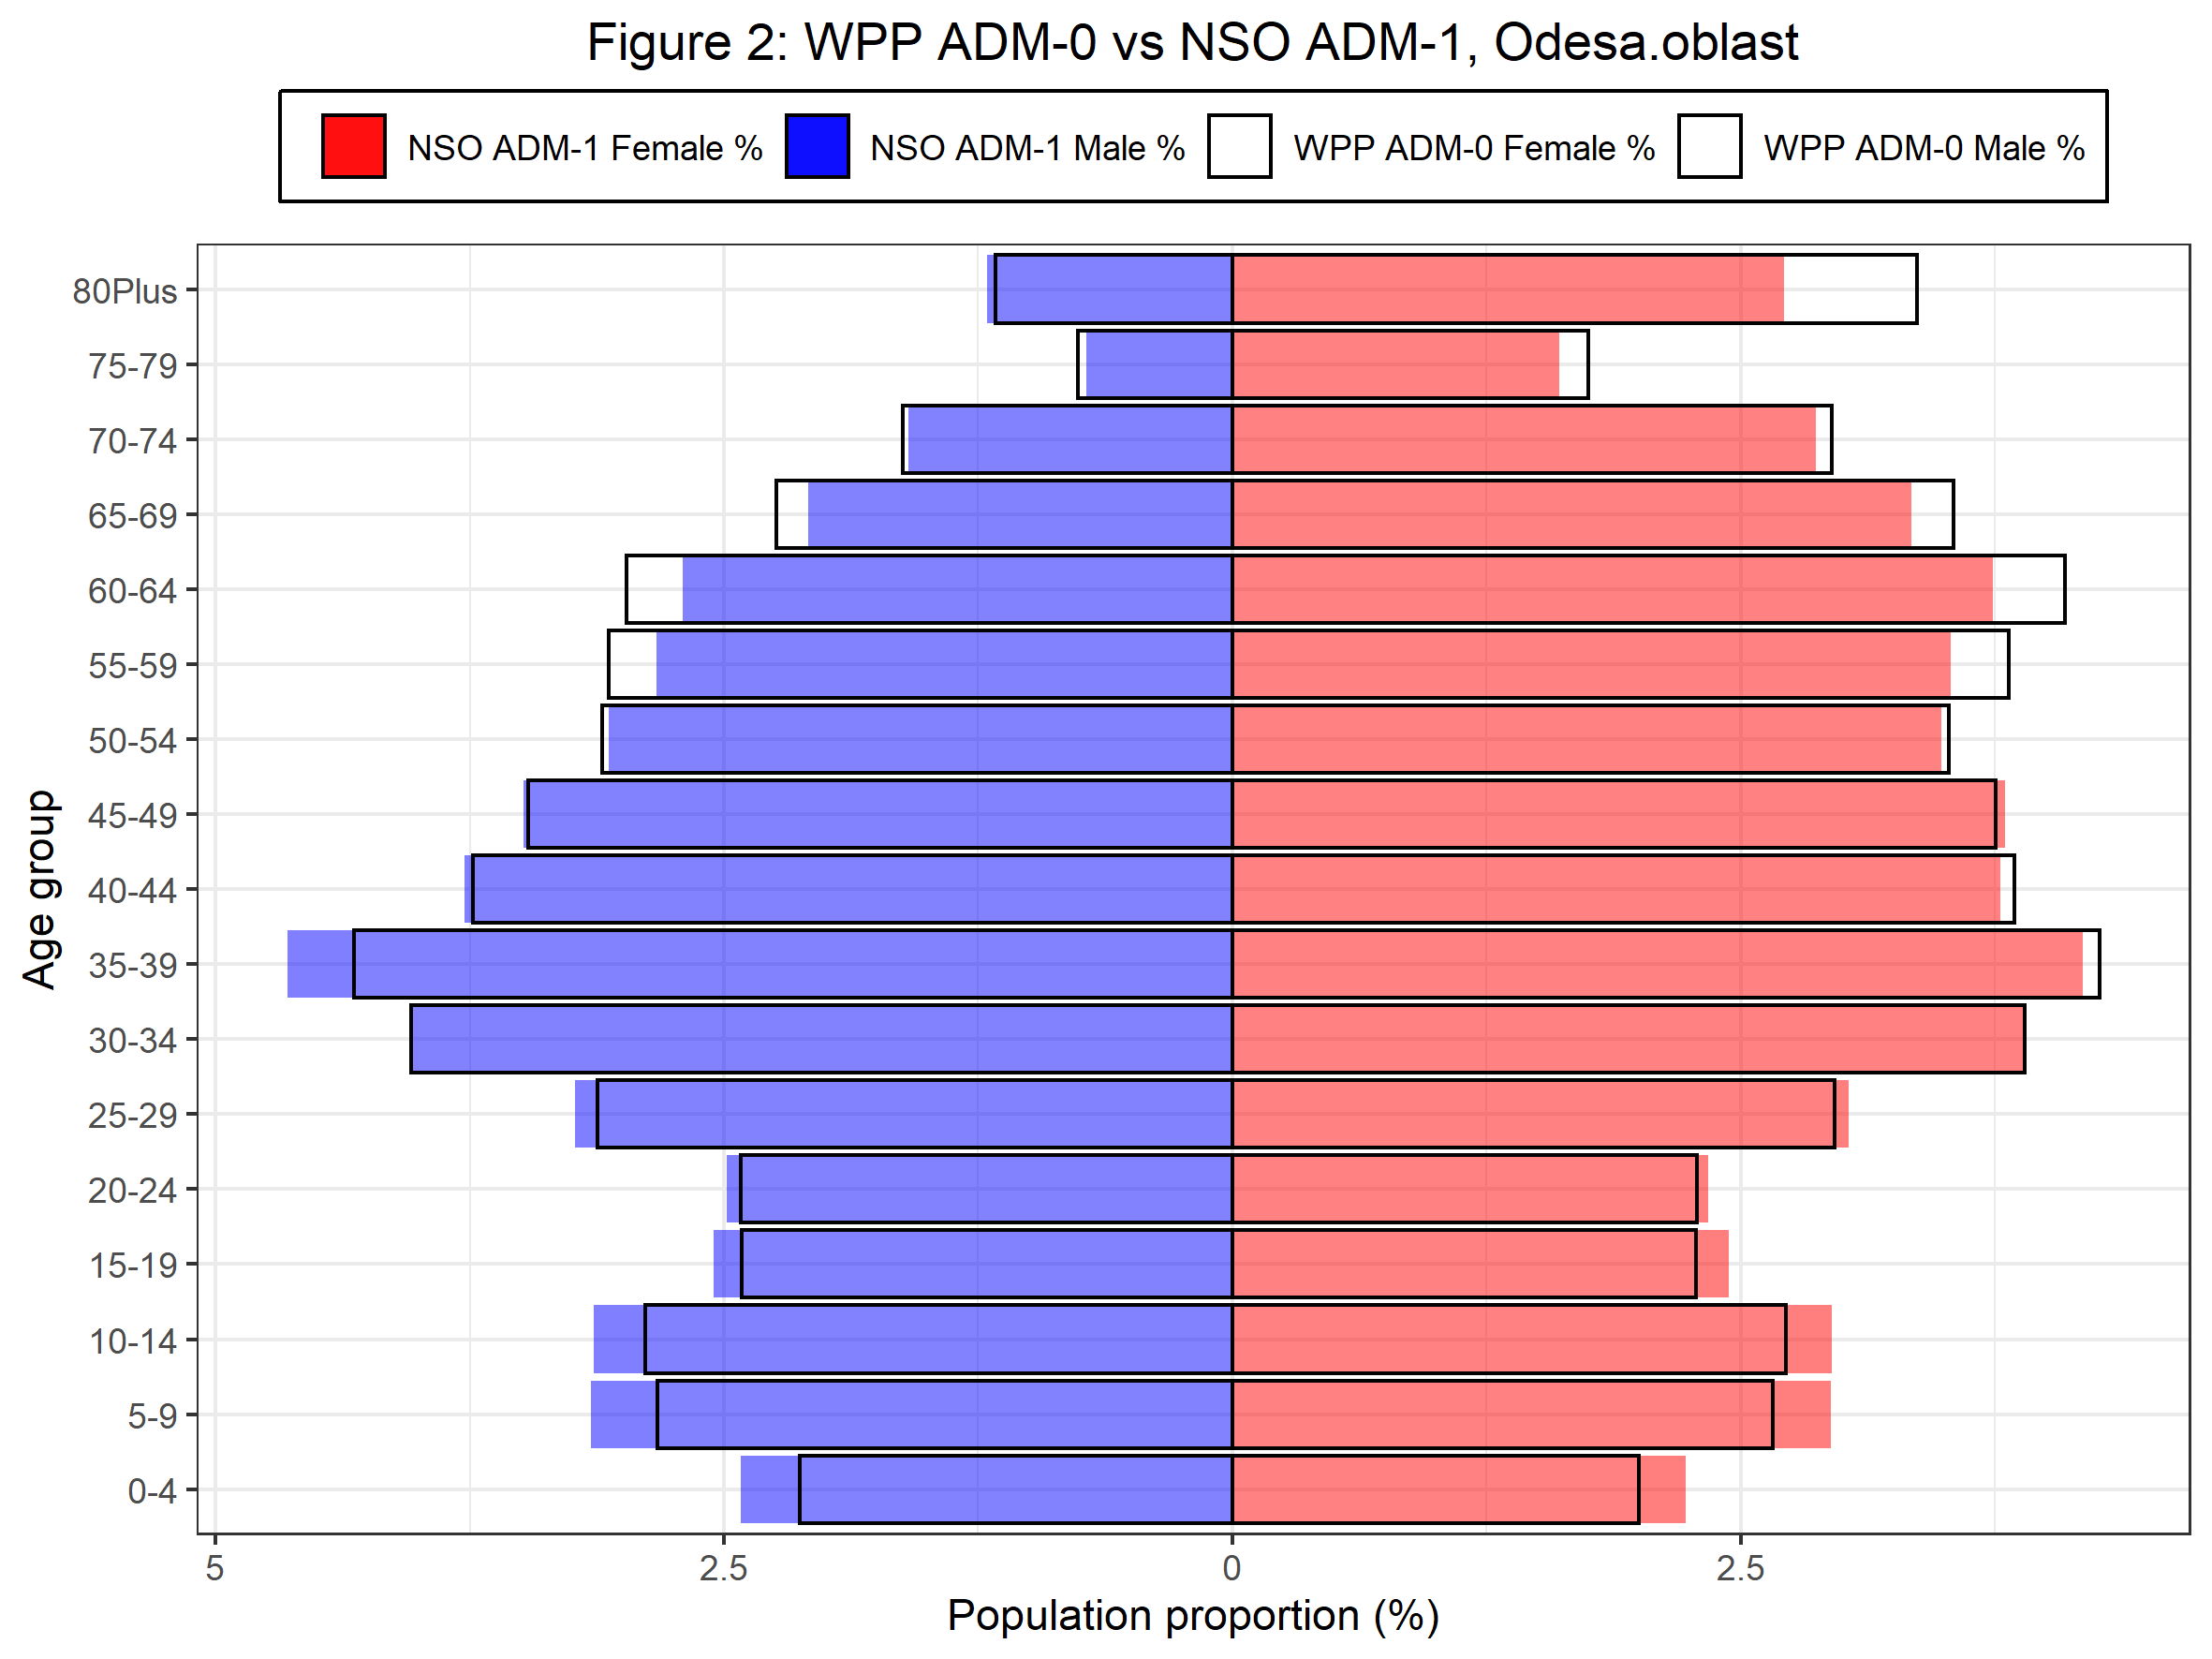 Figure 2: WPP ADM-0 vs NSO ADM-1, Odesa.oblast
NSO ADM-1 Female % NSO ADM-1 Male % WPP ADM-0 Female % WPP ADM-0 Male %
Age group
80Plus
75-79
70-74
65-69
60-64
55-59
50-54
45-49
40-44
35-39
30-34
25-29
20-24
15-19
10-14
5-9
0-4
5 2.5 0 2.5
Population proportion (%)